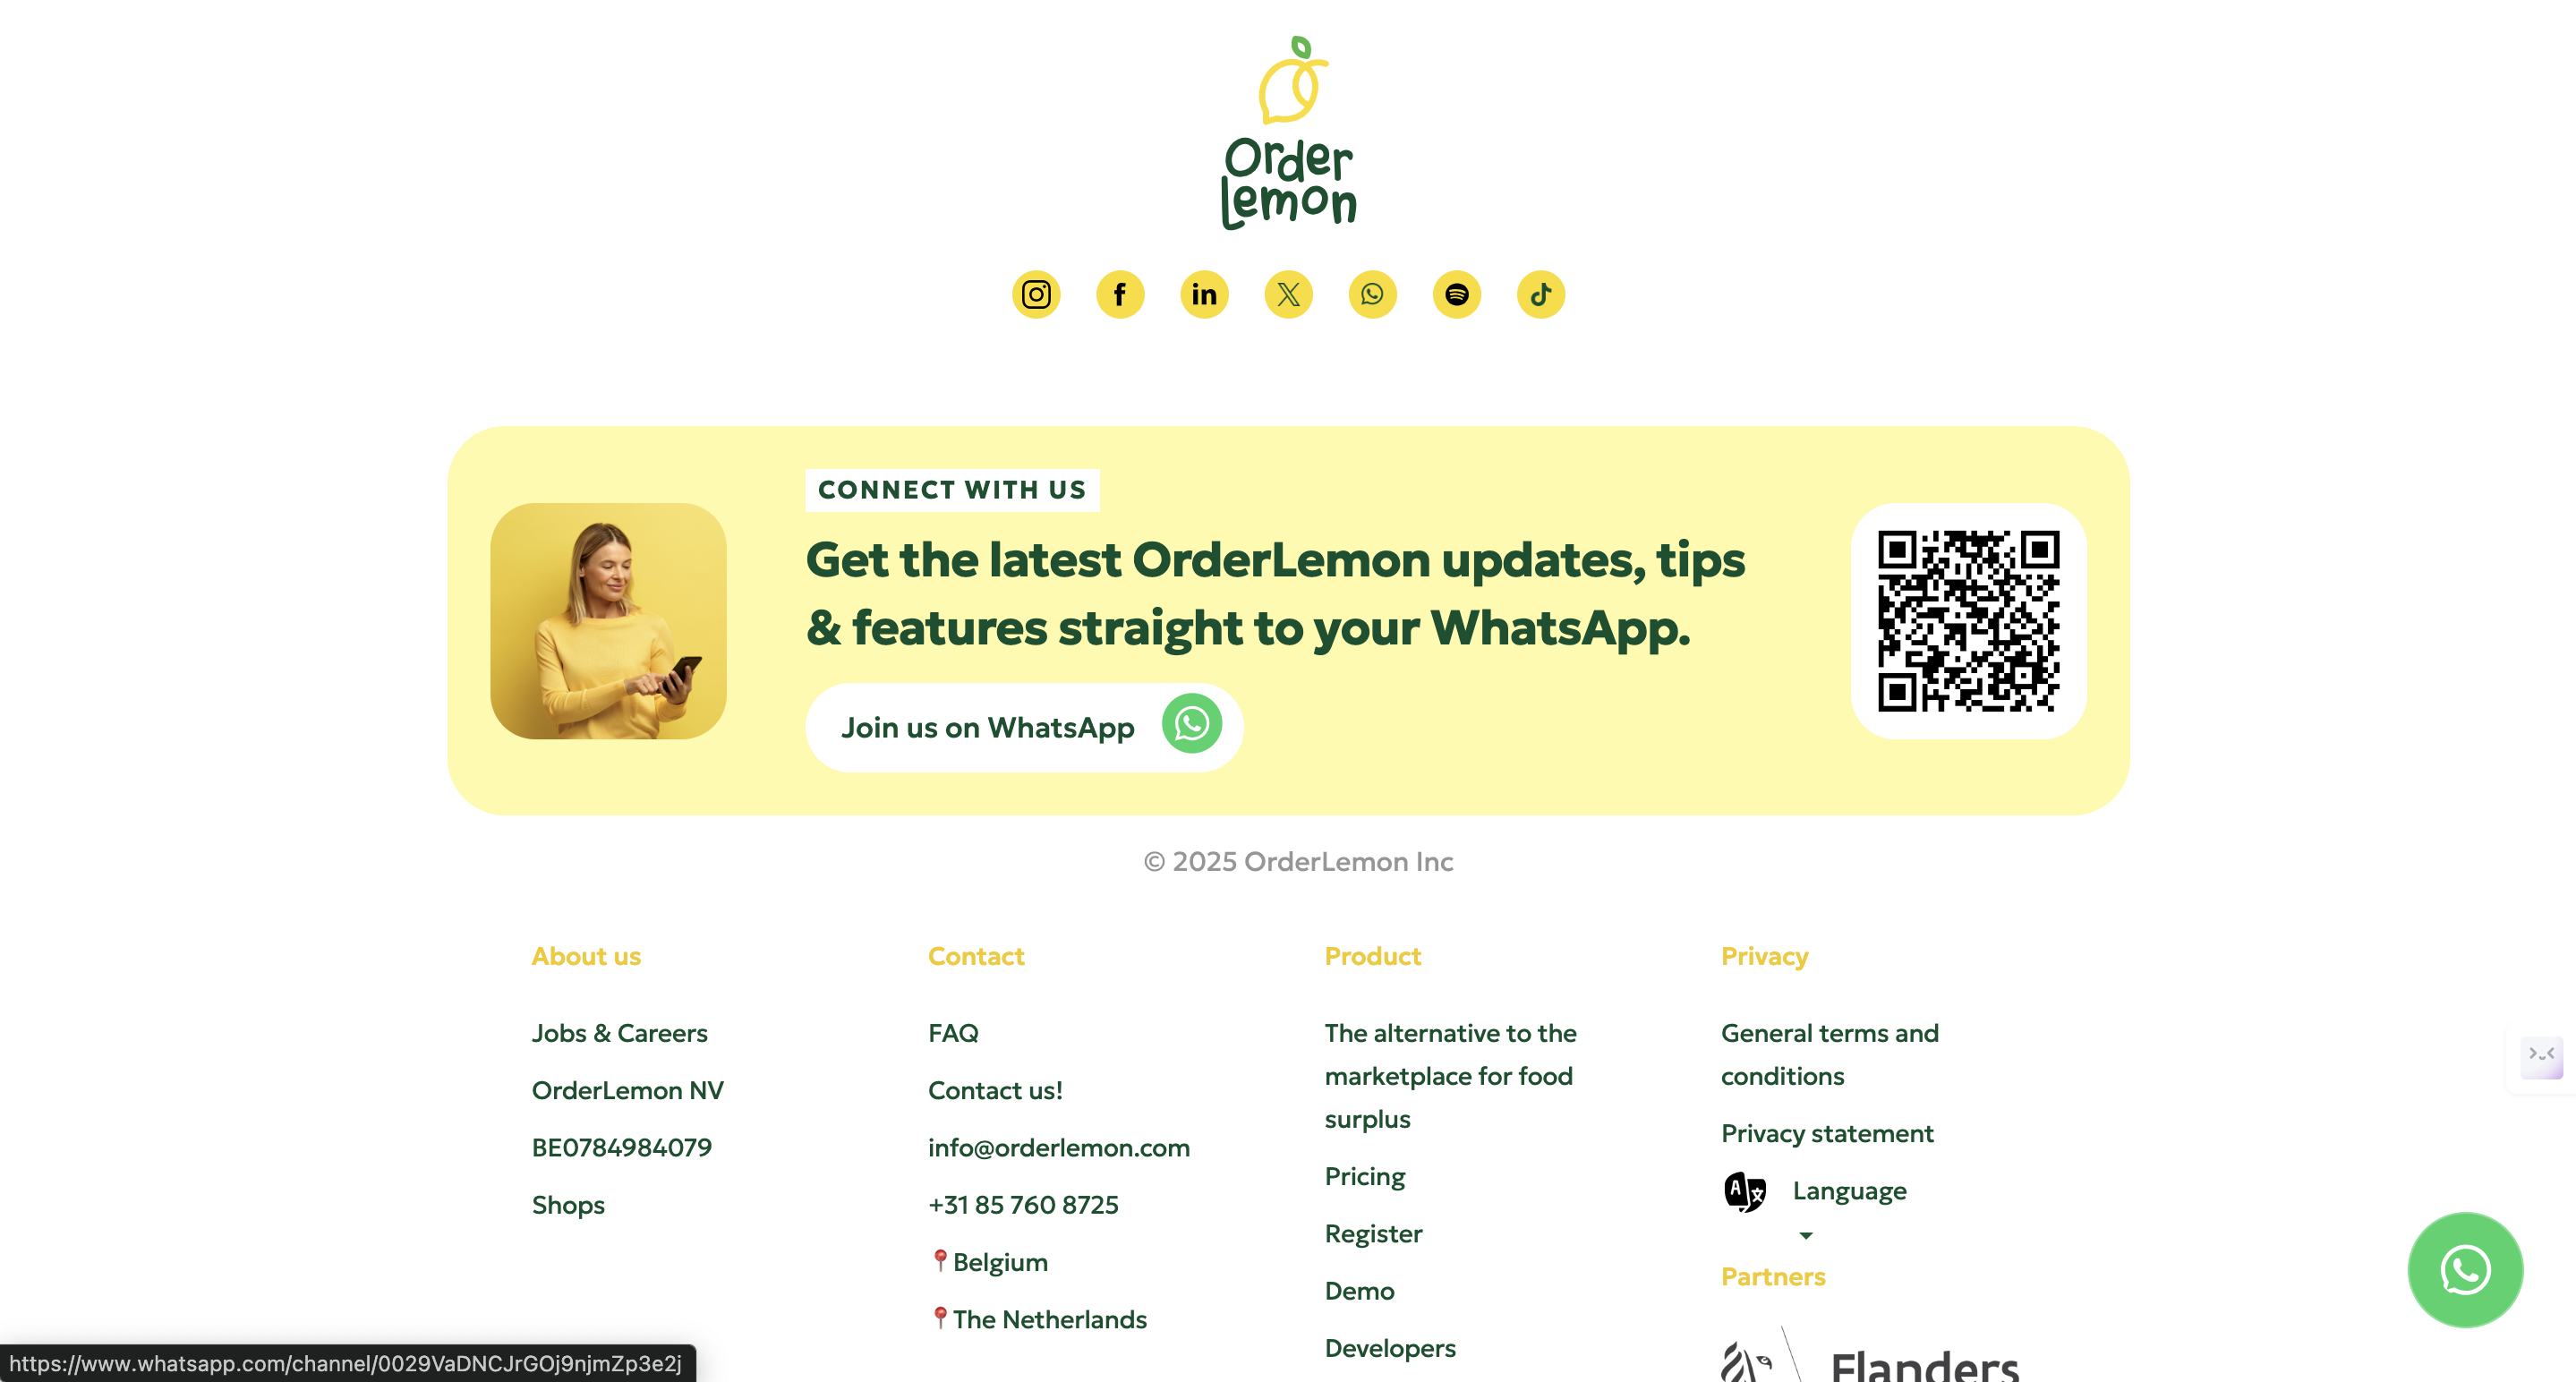 Order
Lemon
CONNECT WITH US
Get the latest OrderLemon updates, tips
& features straight to your WhatsApp.
Join us on WhatsApp
© 2025 OrderLemon Inc
About us
Jobs & Careers
OrderLemon NV
BE0784984079
Shops
Contact
FAQ
Contact us!
info@orderlemon.com
+31 85 760 8725
Belgium
The Netherlands
Product
The alternative to the
marketplace for food
surplus
Pricing
Register
Demo
Developers
Privacy
General terms and
conditions
Privacy statement
Language
Partners
Flanders
https://www.whatsapp.com/channel/0029VaDNCJrGOj9njmZp3e2j